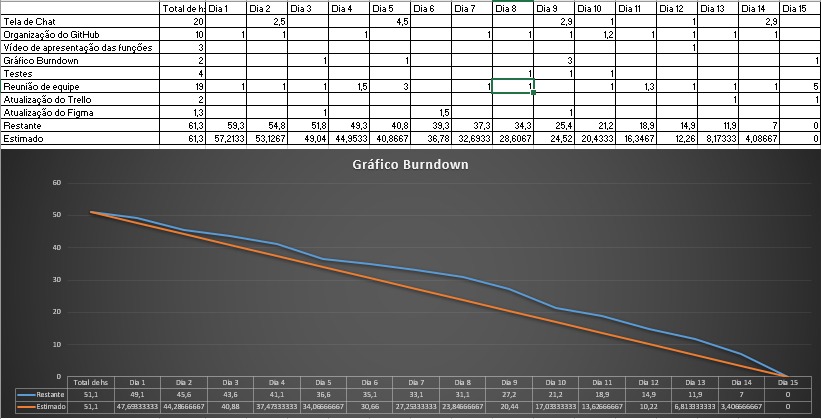 Total de hs Dia 1 Dia 2 Dia 3 Dia 4 Dia 5 Dia 6 Dia 7 Dia 8 Dia 9 Dia 10 Dia 11 Dia 12 Dia 13 Dia 14 Dia 15
Tela de Chat 20 2,5 4,5 2,9 1 1 2,9
Organização do GitHub 10 1 1 1 1 1 1 1,2 1 1
Vídeo de apresentação das funções 3 1
Gráfico Burndown 2 1 1 3 1
Testes 4 1 1 1
Reunião de equipe 19 1 1 1 1,5 3 1 1 1 1,3 1 1 5
Atualização do Trello 2 1 1
Atualização do Figma 1,3 1 1,5 1
Restante 61,3 59,3 54,8 51,8 49,3 40,8 39,3 37,3 34,3 25,4 21,2 18,9 14,9 11,9 7 0
Estimado 61,3 57,2133 53,1267 49,04 44,9533 40,8667 36,78 32,6933 28,6067 24,52 20,4333 16,3467 12,26 8,17333 4,08667 0
Gráfico Burndown
60
50
40
30
20
10
0
Total de hs Dia 1 Dia 2 Dia 3 Dia 4 Dia 5 Dia 6 Dia 7 Dia 8 Dia 9 Dia 10 Dia 11 Dia 12 Dia 13 Dia 14 Dia 15
Restante 51,1 49,1 45,6 43,6 41,1 36,6 35,1 33,1 31,1 27,2 21,2 18,9 14,9 11,9 7 0
Estimado 51,1 47,69333333 44,28666667 40,88 37,47333333 34,06666667 30,66 27,25333333 23,84666667 20,44 17,03333333 13,62666667 10,22 6,813333333 3,406666667 0